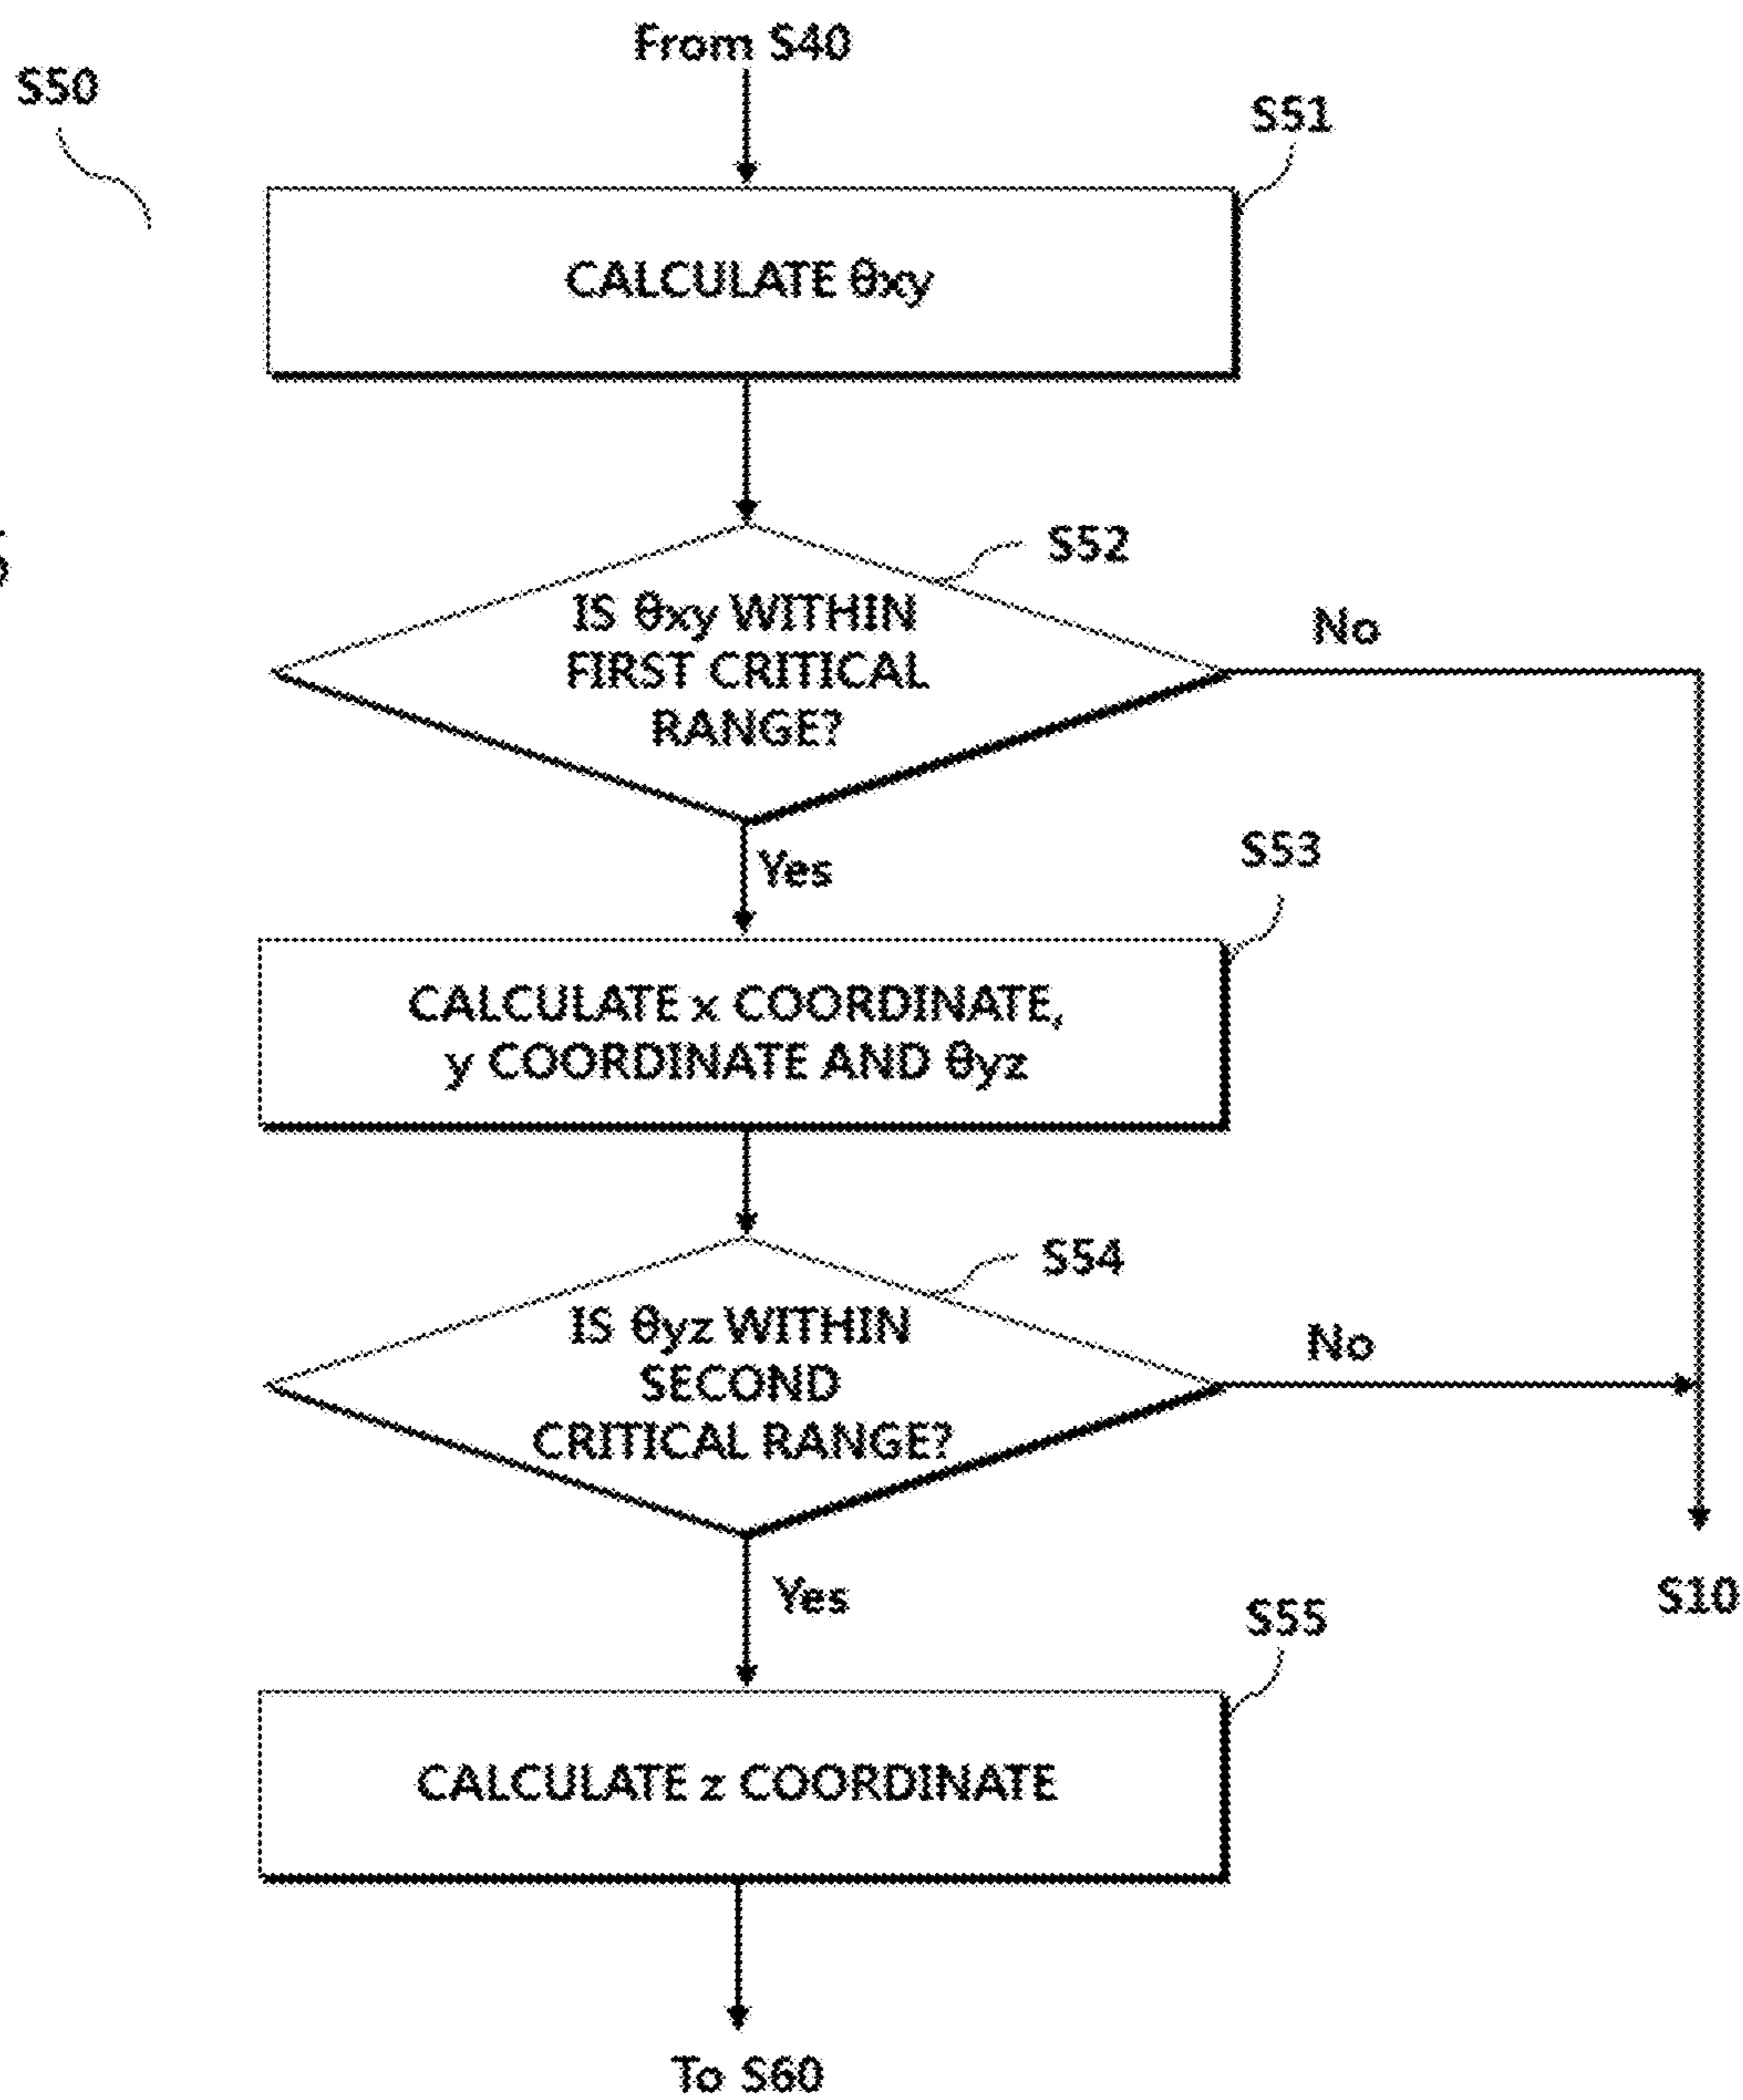 From S40
S50
S51
CALCULATE θxy
S52
IS θxy WITHIN
FIRST CRITICAL
RANGE?
No
Yes
S53
CALCULATE x COORDINATE,
y COORDINATE AND θyz
S54
IS θyz WITHIN
SECOND
CRITICAL RANGE?
No
Yes
S10
S55
CALCULATE z COORDINATE
To S60